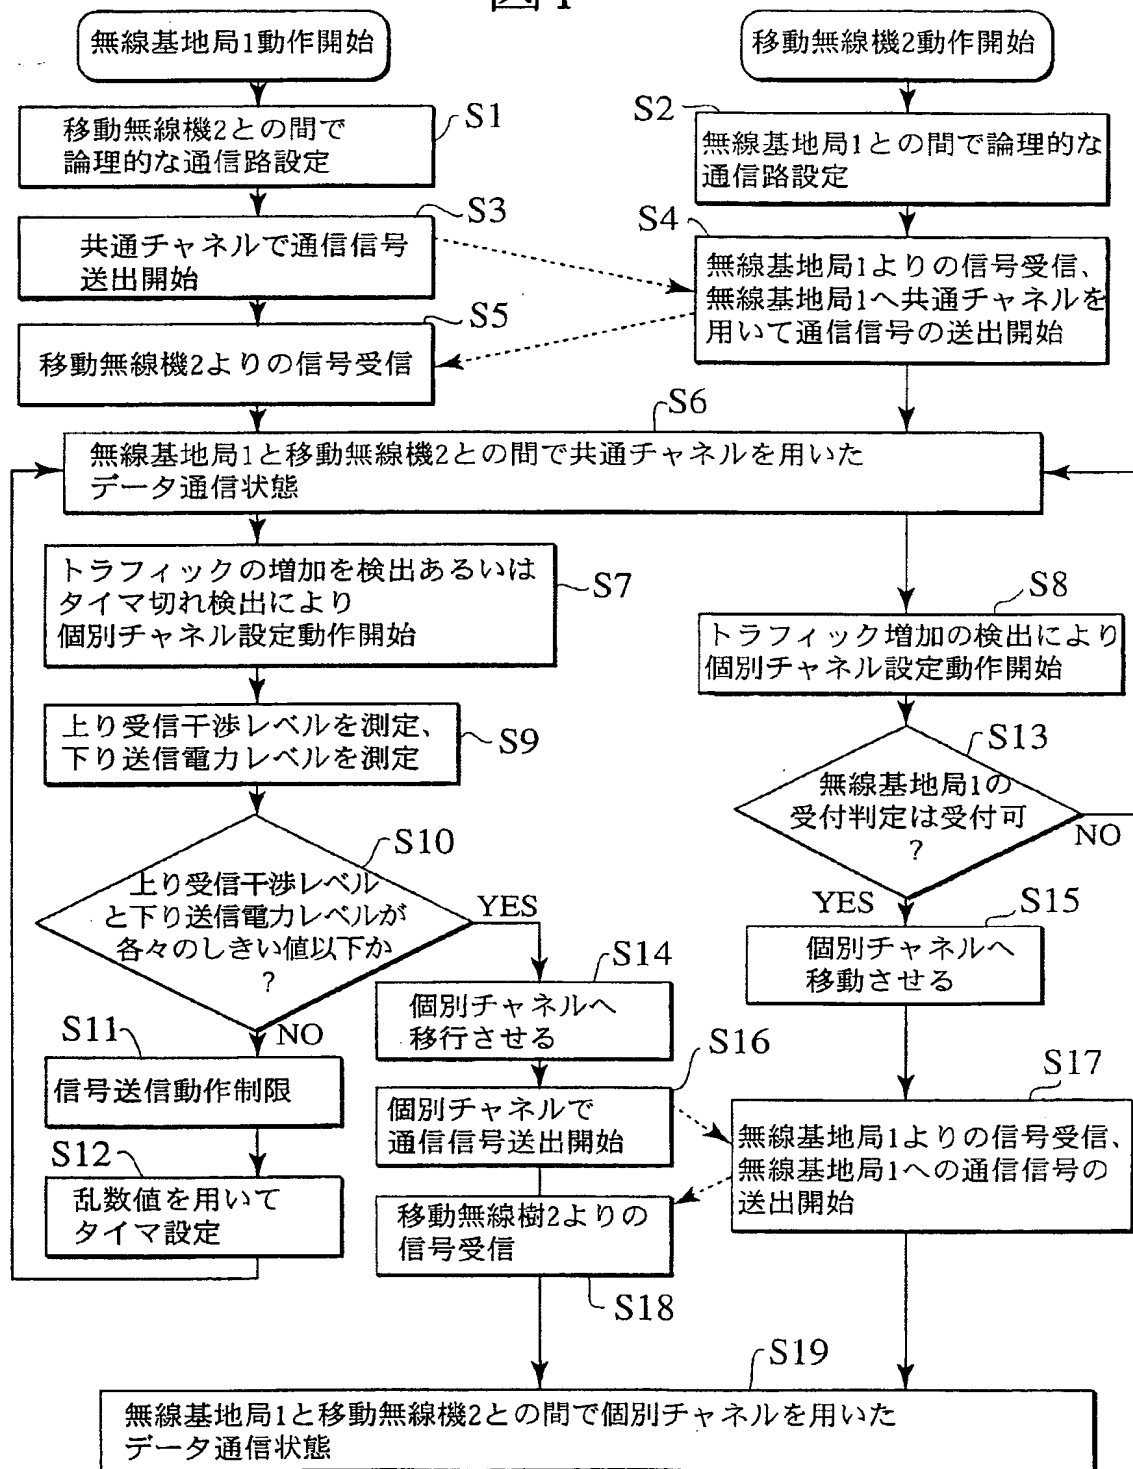 無線基地局1動作開始
移動無線機2動作開始
移動無線機2との間で
論理的な通信路設定
S1
S2
無線基地局1との間で論理的な
通信路設定
共通チャネルで通信信号
送出開始
S3
S4
無線基地局1よりの信号受信、
無線基地局1へ共通チャネルを
用いて通信信号の送出開始
移動無線機2よりの信号受信
S5
S6
無線基地局1と移動無線機2との間で共通チャネルを用いた
データ通信状態
トラフィックの増加を検出あるいは
タイマ切れ検出により
個別チャネル設定動作開始
S7
S8
トラフィック増加の検出により
個別チャネル設定動作開始
上り受信干渉レベルを測定、
下り送信電力レベルを測定
S9
S13
無線基地局1の
受付判定は受付可
?
NO
YES
S10
上り受信干渉レベル
と下り送信電力レベルが
各々のしきい値以下か
?
YES
NO
S15
個別チャネルへ
移動させる
S14
個別チャネルへ
移行させる
S11
信号送信動作制限
S16
個別チャネルで
通信信号送出開始
S17
無線基地局1よりの信号受信、
無線基地局1への通信信号の
送出開始
S12
乱数値を用いて
タイマ設定
移動無線樹2よりの
信号受信
S18
S19
無線基地局1と移動無線機2との間で個別チャネルを用いた
データ通信状態